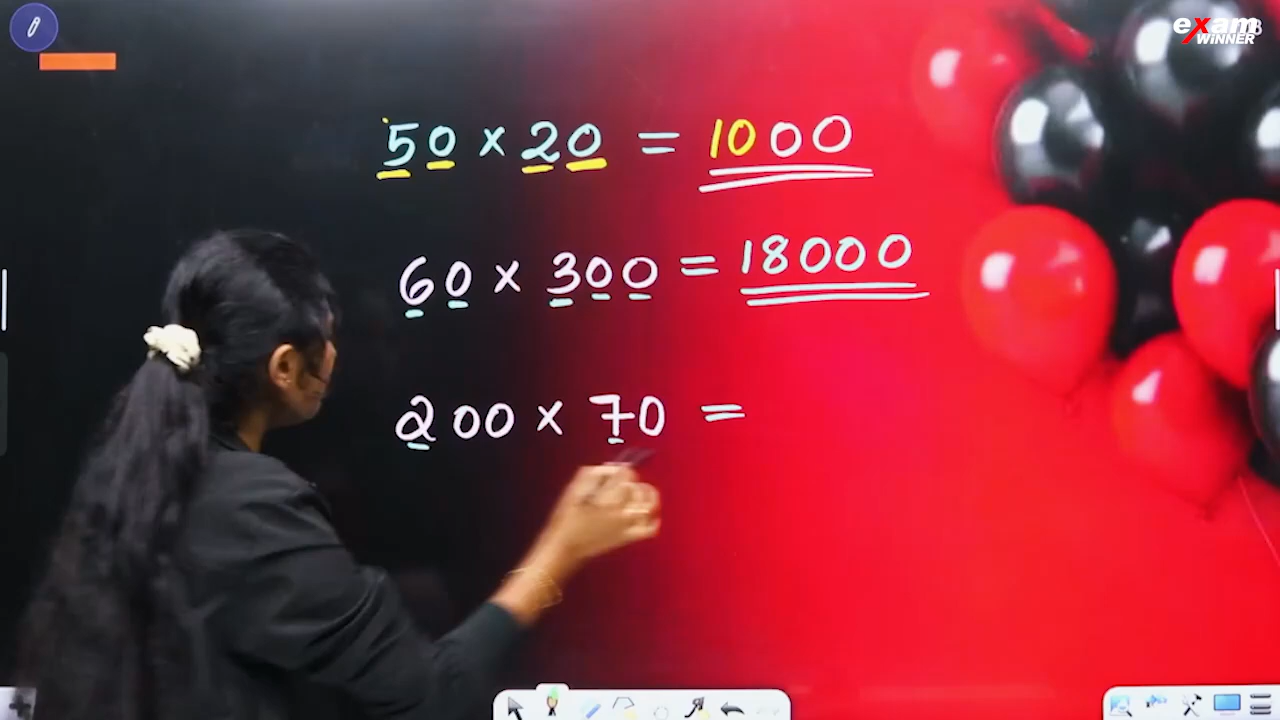 exam
WiNNER
50 × 20 = 1000
60 × 300 = 18000
200 × 70 =